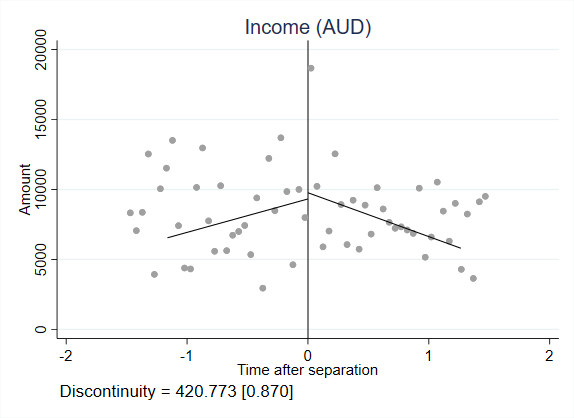 Income (AUD)
20000
15000
10000
5000
0
Amount
-2
-1
0
1
2
Time after separation
Discontinuity = 420.773 [0.870]